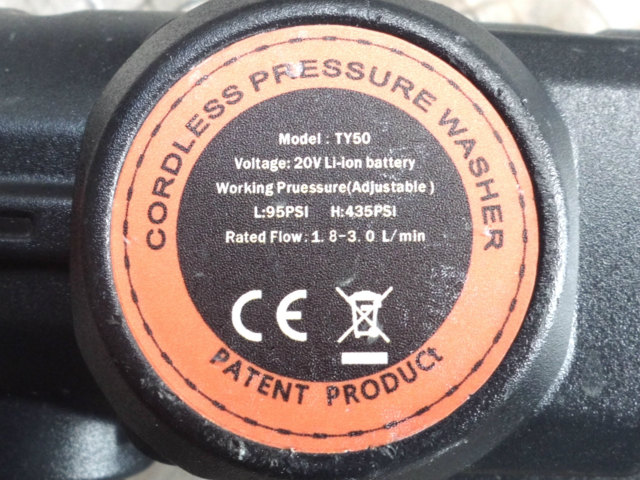 CORDLESS PRESSURE WASHER
Model : TY50
Voltage: 20V Li-ion battery
Working Pruessure(Adjustable )
L:95PSI H:435PSI
Rated Flow: 1. 8-3. 0 L/min
CE
PATENT PRODUCt